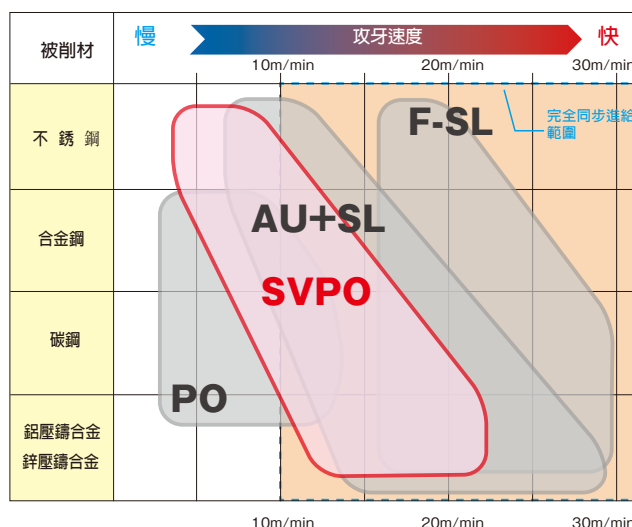 被削材
慢
攻牙速度
快
10m/min
20m/min
30m/min
不 銹 鋼
合金鋼
碳鋼
鋁壓鑄合金
鋅壓鑄合金
F-SL
完全同步進給
範圍
AU+SL
SVPO
PO
10m/min
20m/min
30m/min